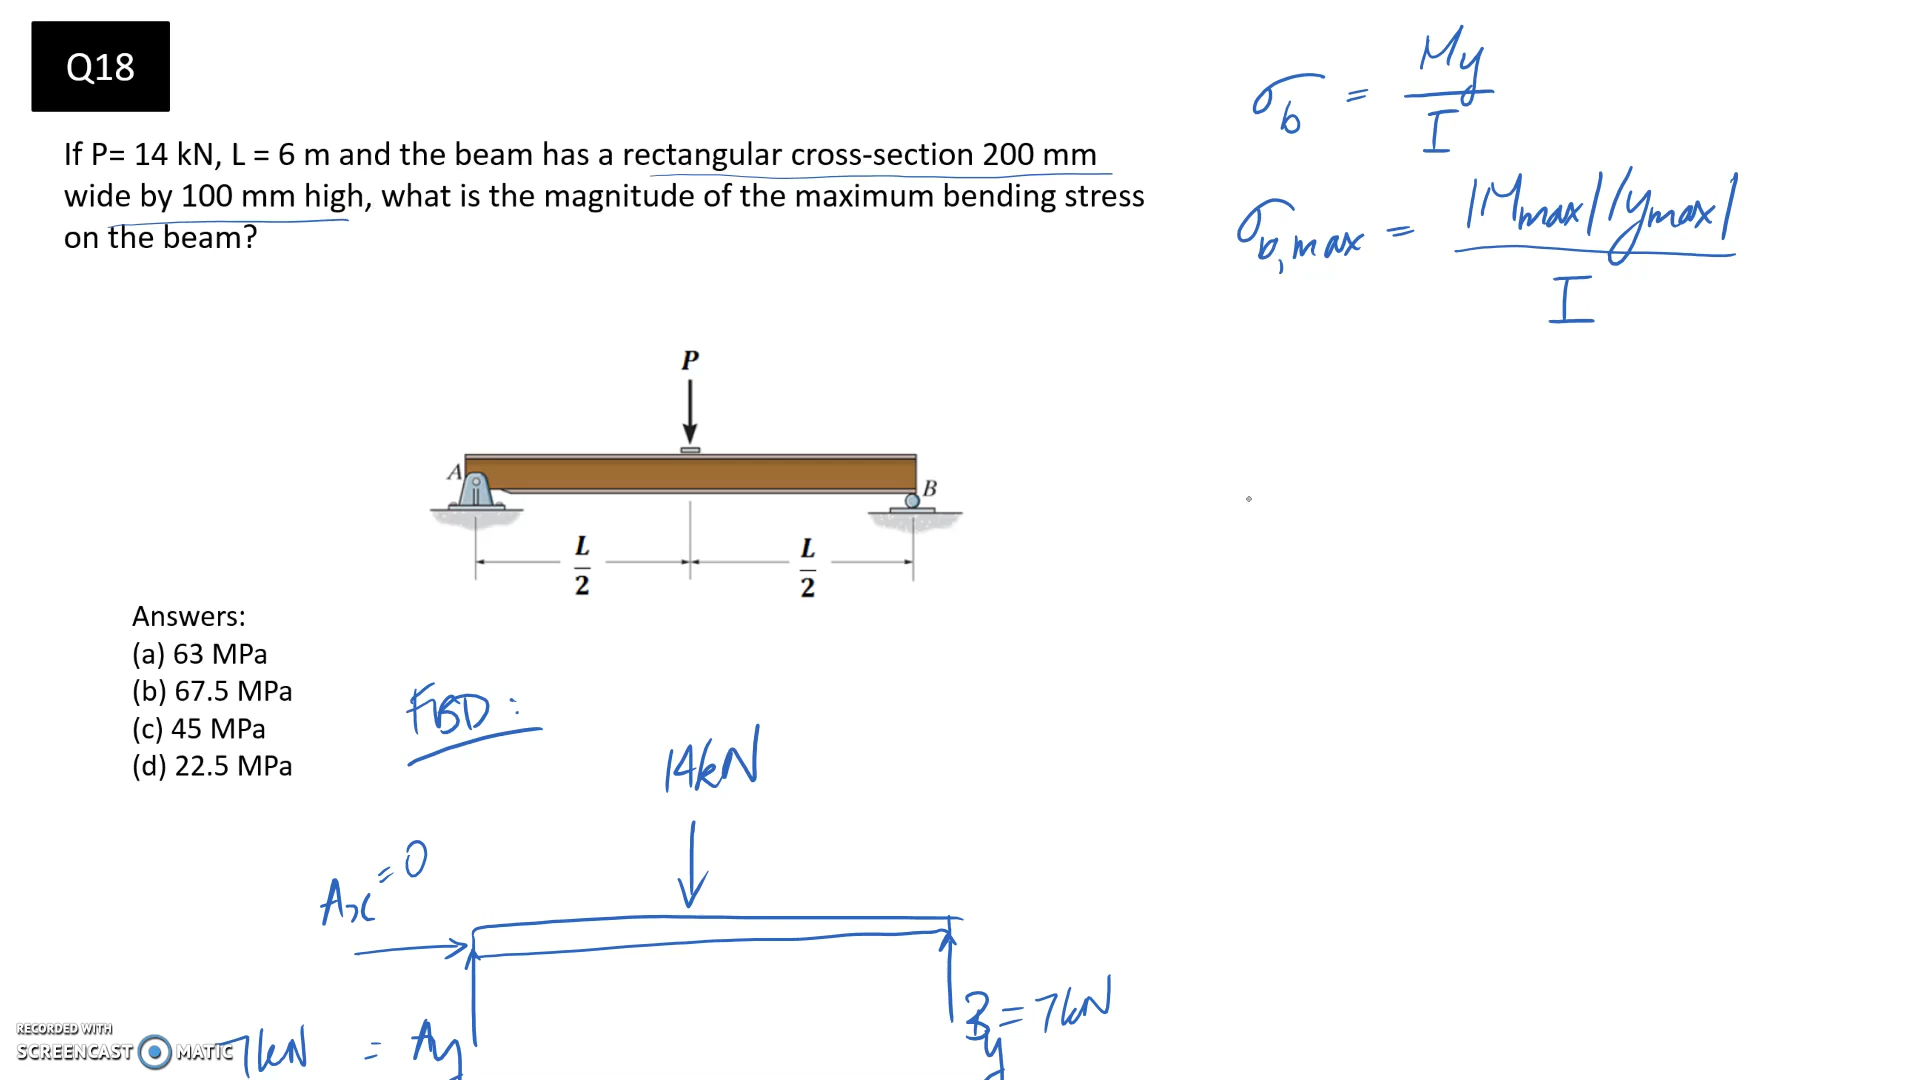 Q18
If P= 14 kN, L = 6 m and the beam has a rectangular cross-section 200 mm
wide by 100 mm high, what is the magnitude of the maximum bending stress
on the beam?
σb = My / I
σb,max = |Mmax| |ymax| / I
P
A
B
L/2
L/2
Answers:
(a) 63 MPa
(b) 67.5 MPa
(c) 45 MPa
(d) 22.5 MPa
FBD:
14kN
Ax = 0
7kN = Ay
By = 7kN
RECORDED WITH
SCREENCAST MATIC